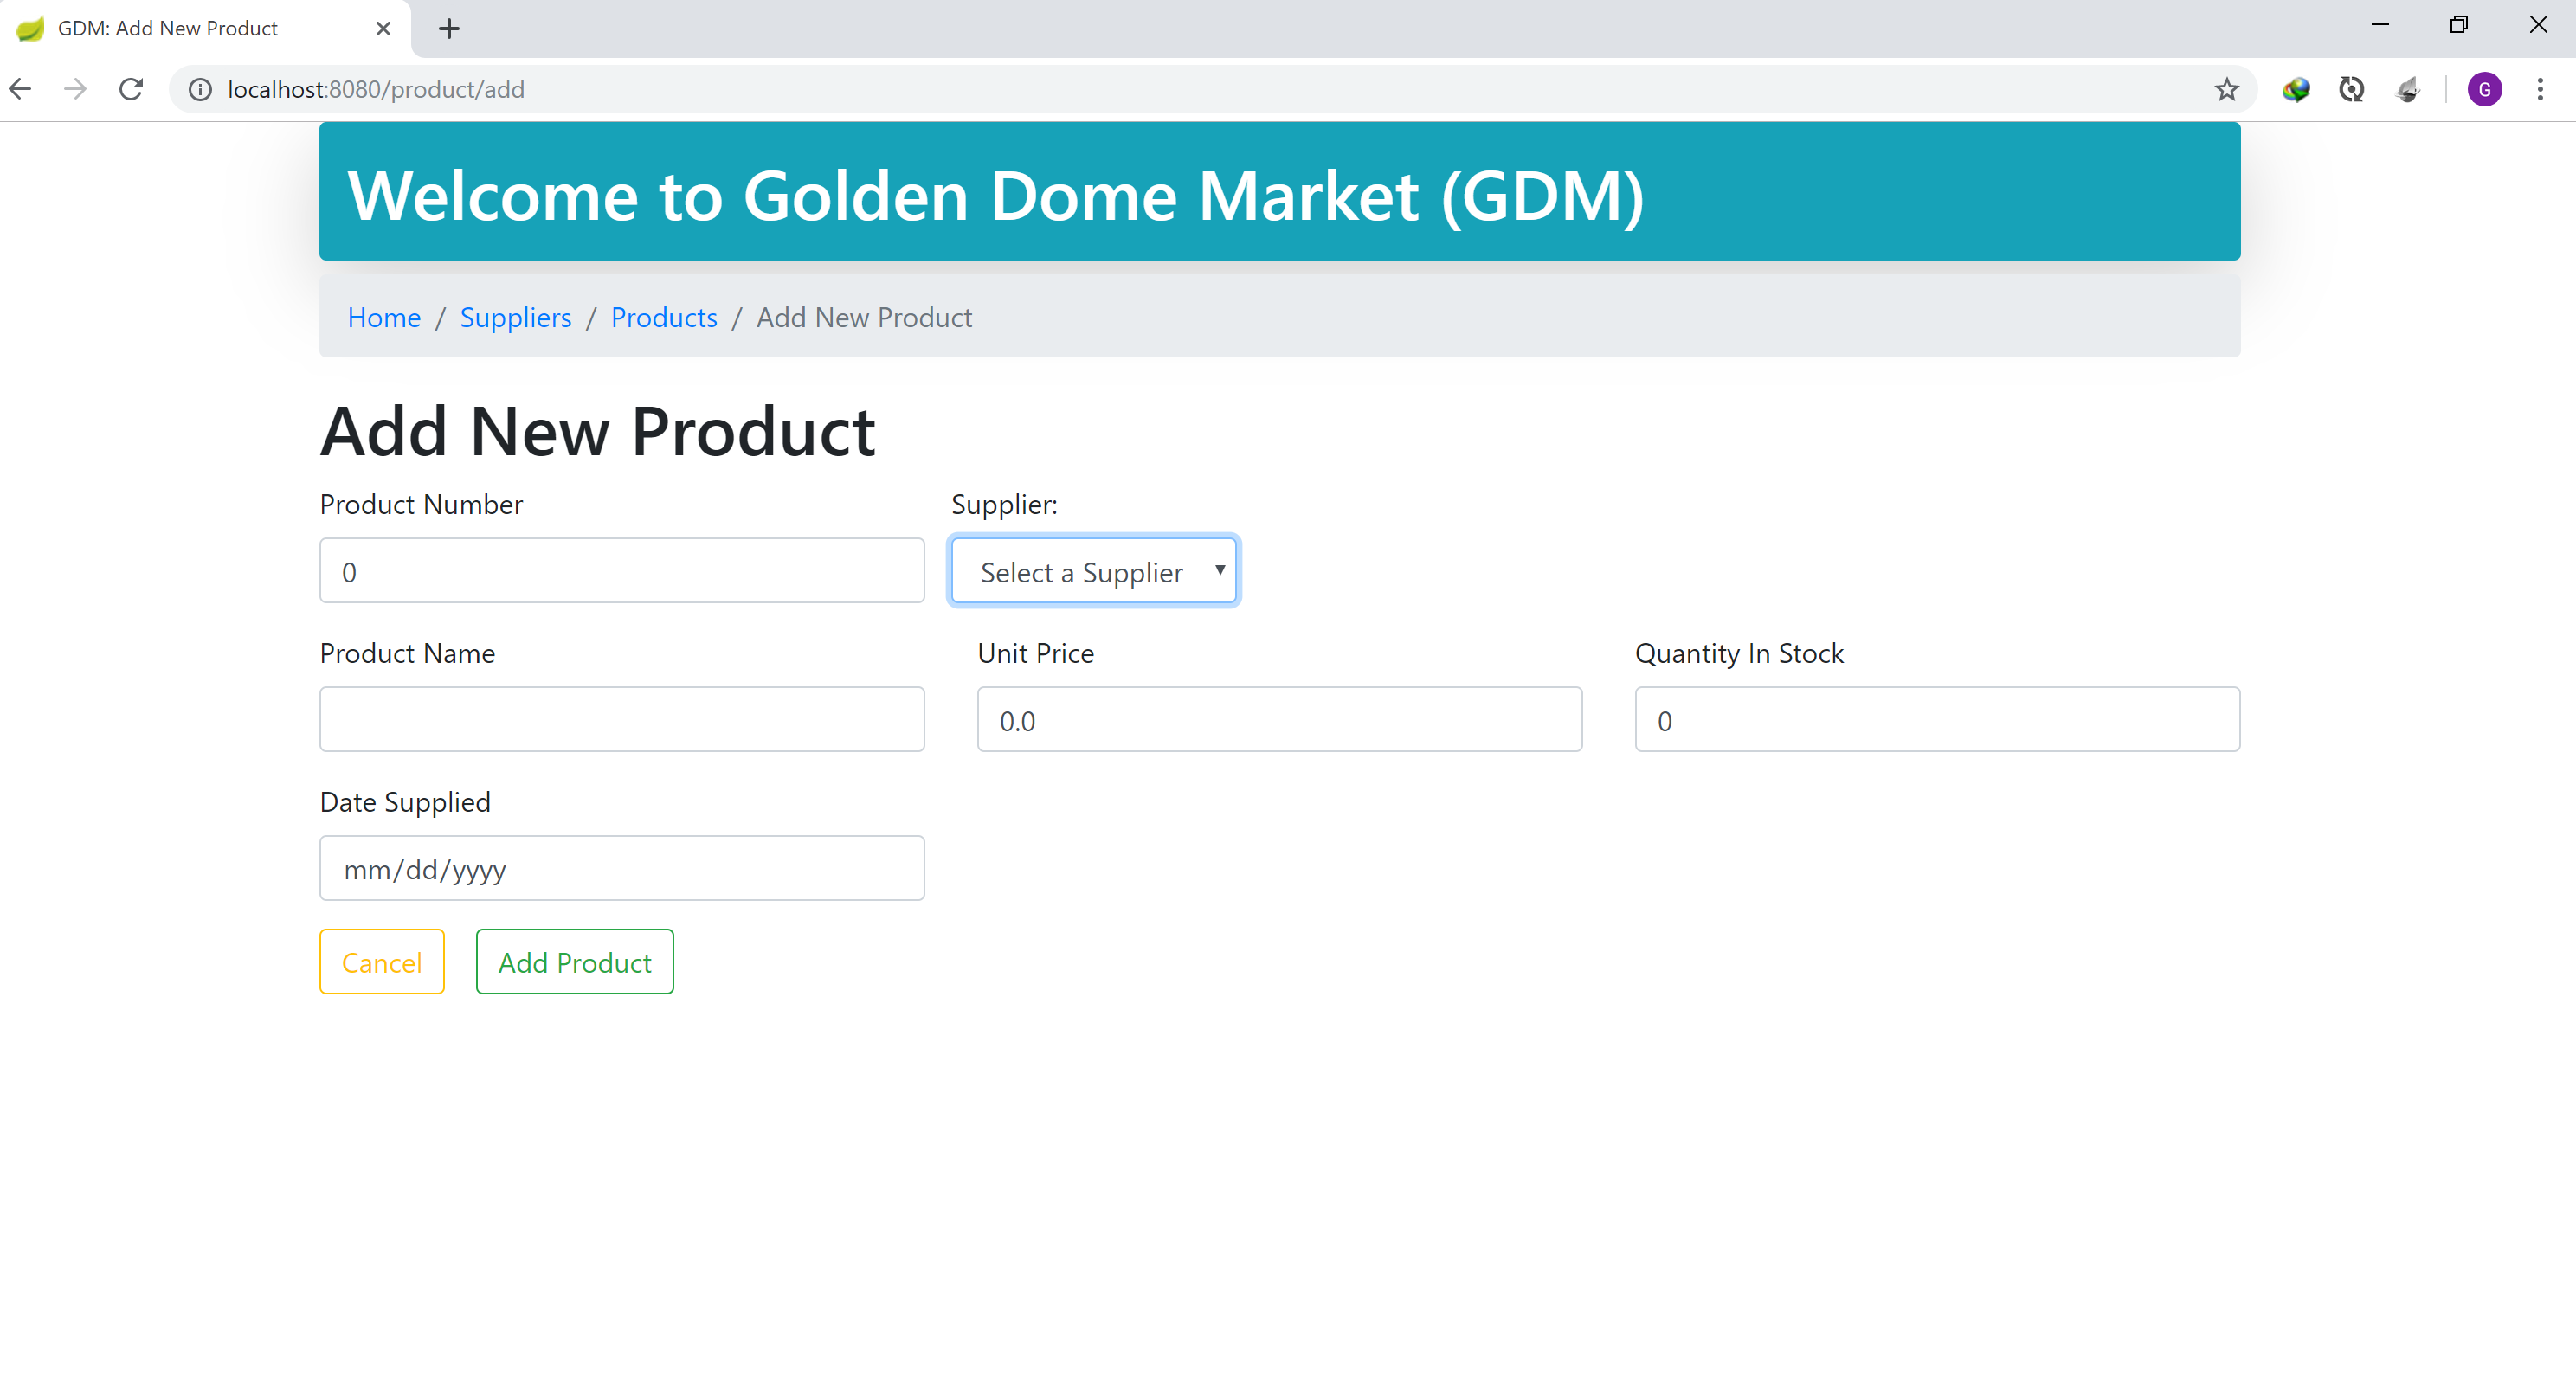 GDM: Add New Product
localhost:8080/product/add
G
Welcome to Golden Dome Market (GDM)
Home / Suppliers / Products / Add New Product
Add New Product
Product Number Supplier:
0 Select a Supplier
Product Name Unit Price Quantity In Stock
0.0 0
Date Supplied
mm/dd/yyyy
Cancel Add Product